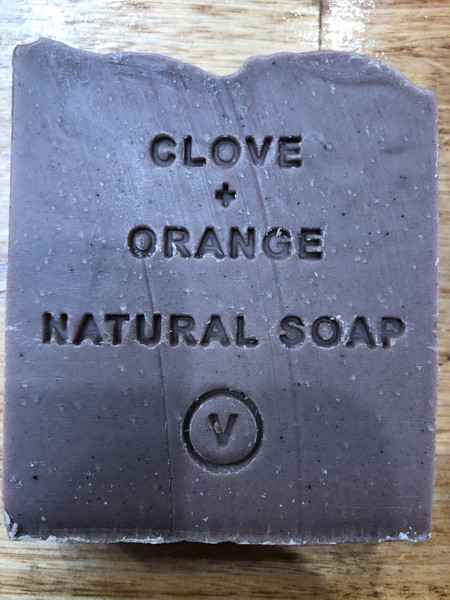 CLOVE
+
ORANGE
NATURAL SOAP
V